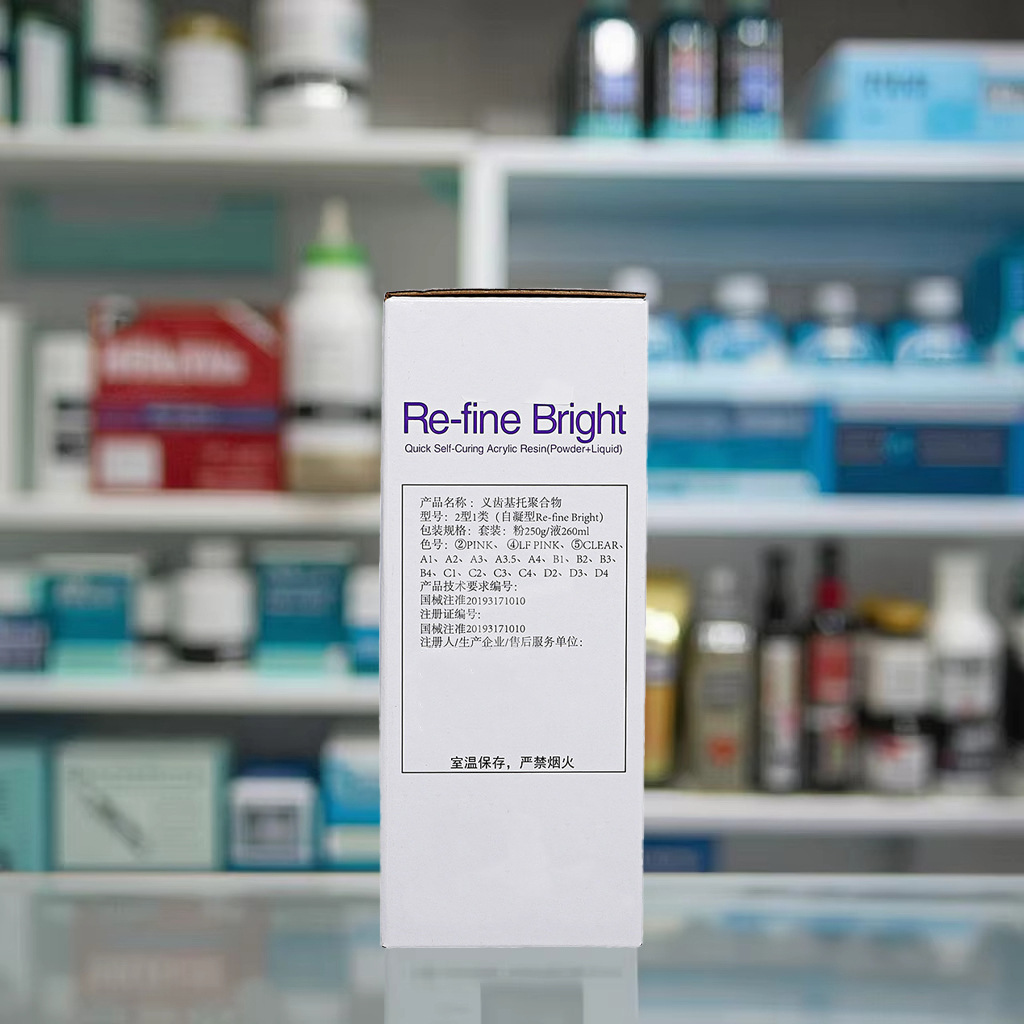 Re-fine Bright
Quick Self-Curing Acrylic Resin(Powder+Liquid)
产品名称：义齿基托聚合物
型号：2型1类（自凝型Re-fine Bright）
包装规格：套装：粉250g/液260ml
色号：②PINK、④LF PINK、⑤CLEAR、
A1、A2、A3、A3.5、A4、B1、B2、B3、
B4、C1、C2、C3、C4、D2、D3、D4
产品技术要求编号：
国械注准20193171010
注册证编号：
国械注准20193171010
注册人/生产企业/售后服务单位：
室温保存，严禁烟火